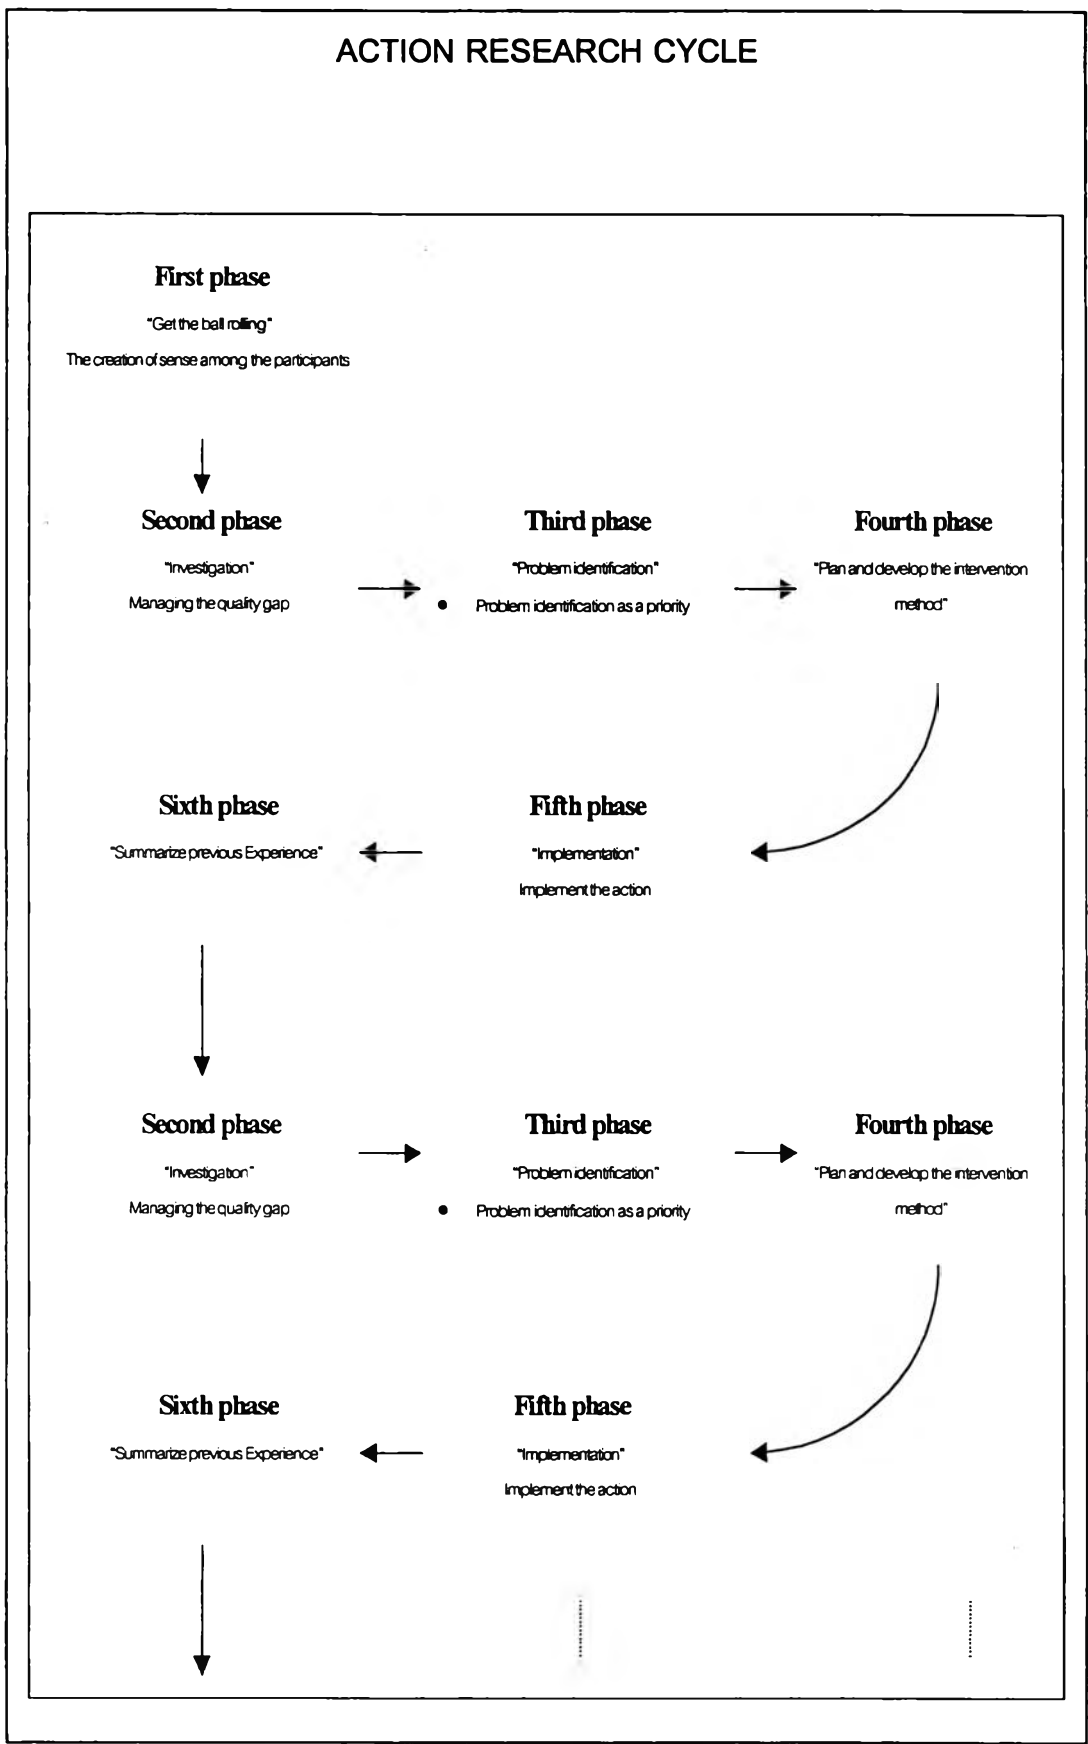 ACTION RESEARCH CYCLE
First phase
"Get the ball rolling"
The creation of sense among the participants
Second phase
"Investigation"
Managing the quality gap
Third phase
"Problem identification"
• Problem identification as a priority
Fourth phase
"Plan and develop the intervention
method"
Sixth phase
"Summarize previous Experience"
Fifth phase
"Implementation"
Implement the action
Second phase
"Investigation"
Managing the quality gap
Third phase
"Problem identification"
• Problem identification as a priority
Fourth phase
"Plan and develop the intervention
method"
Sixth phase
"Summarize previous Experience"
Fifth phase
"Implementation"
Implement the action